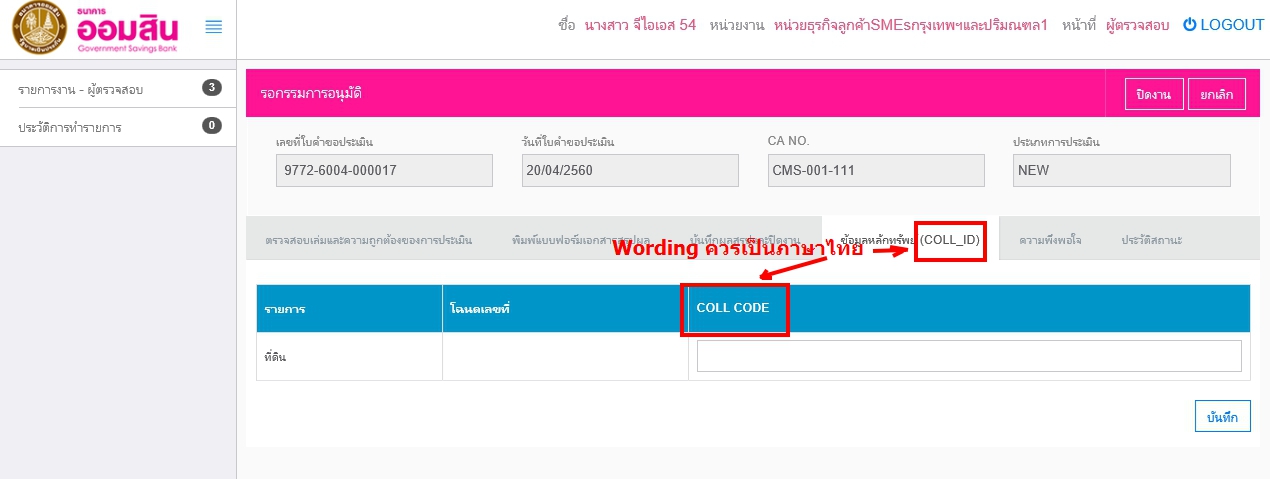 ธนาคาร
ออมสิน
Government Savings Bank
ชื่อ นางสาว จีไอเอส 54 หน่วยงาน หน่วยธุรกิจลูกค้าSMEsกรุงเทพฯและปริมณฑล1 หน้าที่ ผู้ตรวจสอบ LOGOUT
รายการงาน - ผู้ตรวจสอบ 3
ประวัติการทำรายการ 0
รอกรรมการอนุมัติ ปิดงาน ยกเลิก
เลขที่ใบคำขอประเมิน วันที่ใบคำขอประเมิน CA NO. ประเภทการประเมิน
9772-6004-000017 20/04/2560 CMS-001-111 NEW
ตรวจสอบเล่มและความถูกต้องของการประเมิน พิมพ์แบบฟอร์มเอกสารสรุปผล บันทึกผลสรุปและปิดงาน ข้อมูลหลักทรัพย์ (COLL_ID) ความพึงพอใจ ประวัติสถานะ
Wording ควรเป็นภาษาไทย
รายการ โฉนดเลขที่ COLL CODE
ที่ดิน
บันทึก